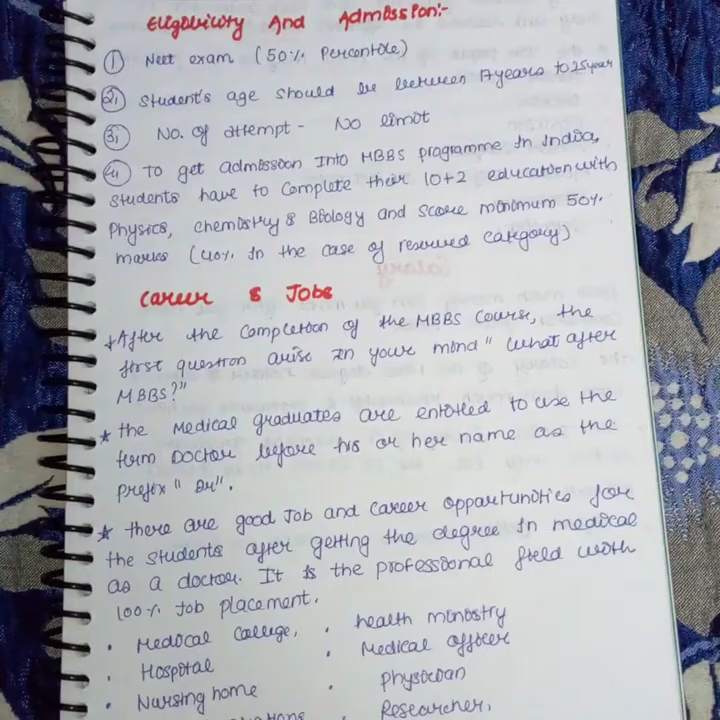 Eligibility And Admission:-
① Neet exam (50% Percentile)
②, Student's age should be between 17years to 25year
③, No. of attempt - No limit
④, To get admission Into MBBS programme In India,
students have to complete their 10+2 education with
Physics, chemistry & Biology and Score minimum 50%
marks (40% In the case of reserved category)
Career & Jobs
* After the completion of the MBBS Course, the
first question arise In your mind "what after
MBBS?"
* the Medical graduates are entitled to use the
term Doctor before his or her name as the
prefix "Dr".
* there are good Job and Career opportunities for
the students after getting the degree In medical
as a doctor. It is the professional field with
100% Job placement.
• Medical College, • health ministry
• Hospital • Medical officer
• Nursing home • Physician
Researcher,